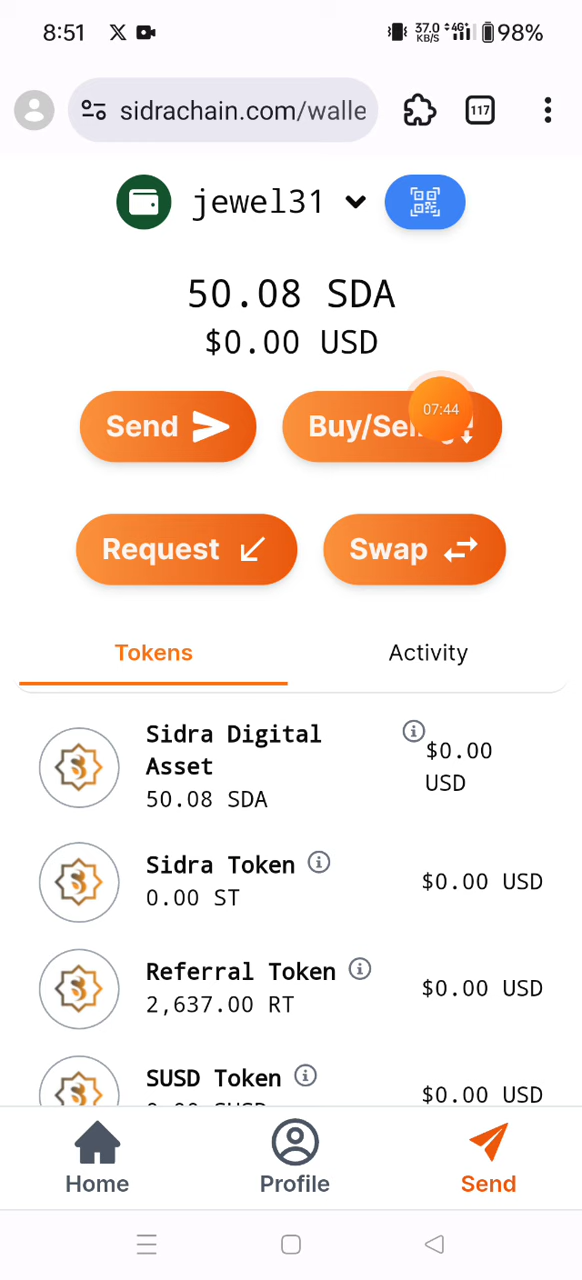 8:51
37.0
KB/S
4G
98%
sidrachain.com/walle
117
jewel31
50.08 SDA
$0.00 USD
Send
Buy/Sell
07:44
Request
Swap
Tokens
Activity
Sidra Digital
Asset
50.08 SDA
$0.00
USD
Sidra Token
0.00 ST
$0.00 USD
Referral Token
2,637.00 RT
$0.00 USD
SUSD Token
$0.00 USD
Home
Profile
Send